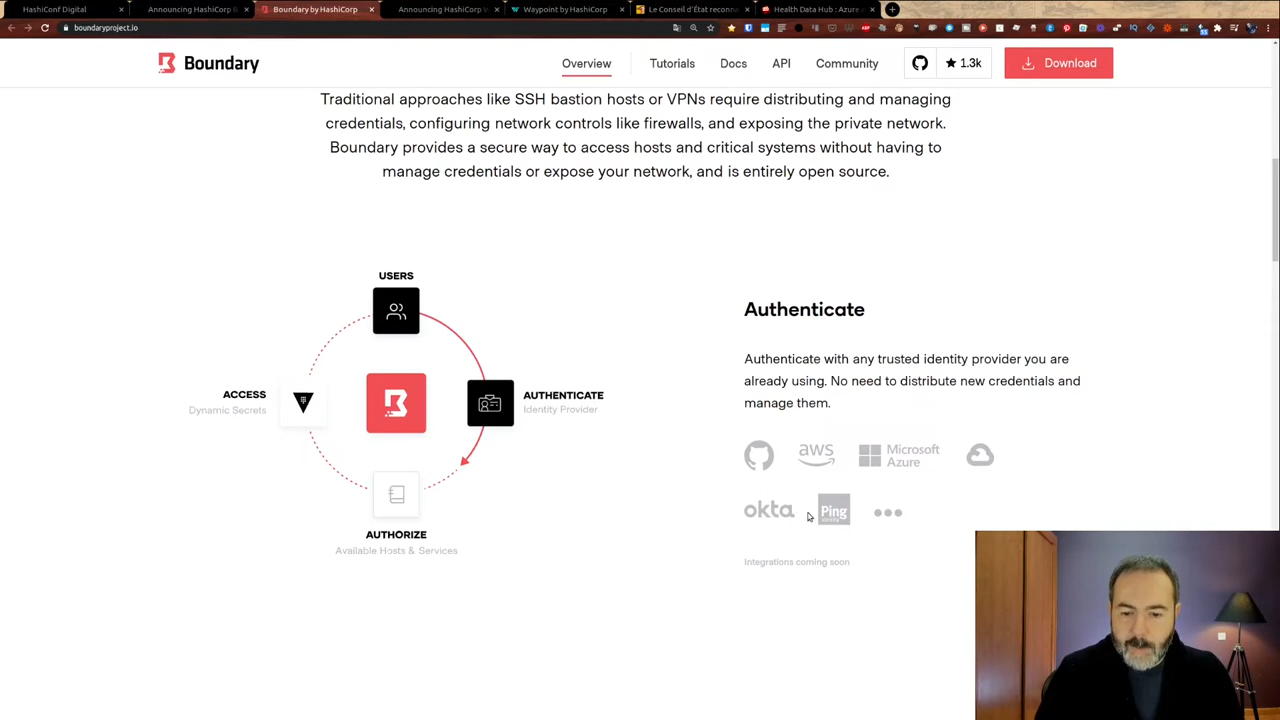 HashiConf Digital
Announcing HashiCorp B
Boundary by HashiCorp
Announcing HashiCorp W
Waypoint by HashiCorp
Le Conseil d'État reconn
Health Data Hub : Azure
boundaryproject.io
Boundary
Overview
Tutorials
Docs
API
Community
1.3k
Download
Traditional approaches like SSH bastion hosts or VPNs require distributing and managing
credentials, configuring network controls like firewalls, and exposing the private network.
Boundary provides a secure way to access hosts and critical systems without having to
manage credentials or expose your network, and is entirely open source.
USERS
ACCESS
Dynamic Secrets
AUTHENTICATE
Identity Provider
AUTHORIZE
Available Hosts & Services
Authenticate
Authenticate with any trusted identity provider you are
already using. No need to distribute new credentials and
manage them.
aws
Microsoft
Azure
okta
Ping
Identity
Integrations coming soon